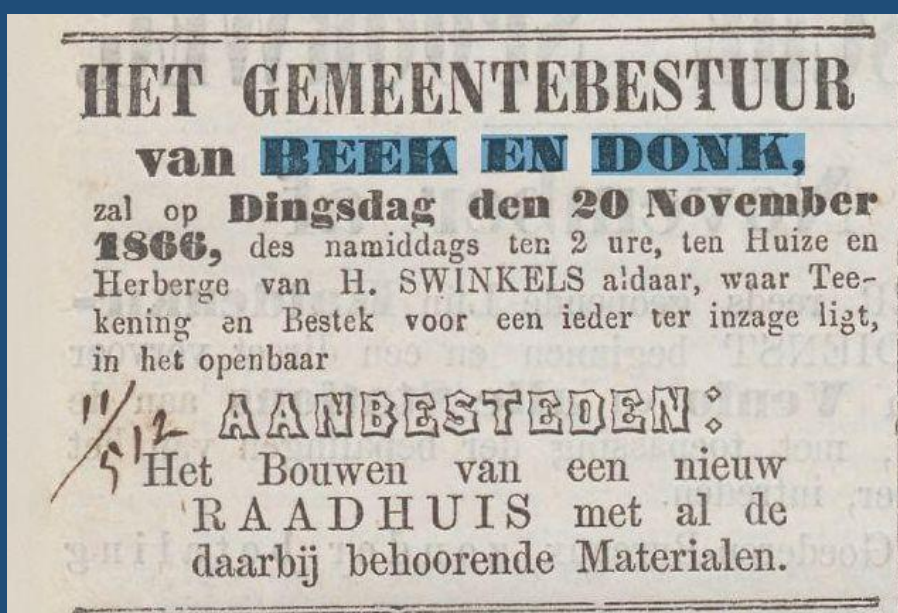 HET GEMEENTEBESTUUR
van BEEK EN DONK,
zal op Dingsdag den 20 November
1866, des namiddags ten 2 ure, ten Huize en
Herberge van H. SWINKELS aldaar, waar Tee-
kening en Bestek voor een ieder ter inzage ligt,
in het openbaar
AANBESTEDEN:
Het Bouwen van een nieuw
RAADHUIS met al de
daarbij behoorende Materialen.